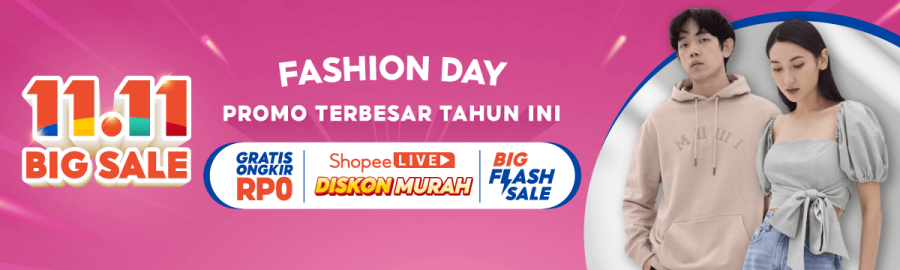 11.11
BIG SALE
FASHION DAY
PROMO TERBESAR TAHUN INI
GRATIS
ONGKIR
RP0
Shopee LIVE
DISKON MURAH
BIG
FLASH
SALE